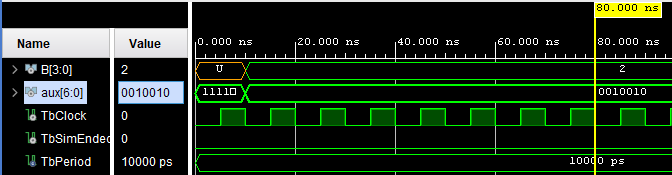 80.000 ns
Name Value 0.000 ns 20.000 ns 40.000 ns 60.000 ns 80.000 ns
B[3:0] 2 U 2
aux[6:0] 0010010 1111 0010010
TbClock 0
TbSimEnded 0
TbPeriod 10000 ps 10000 ps